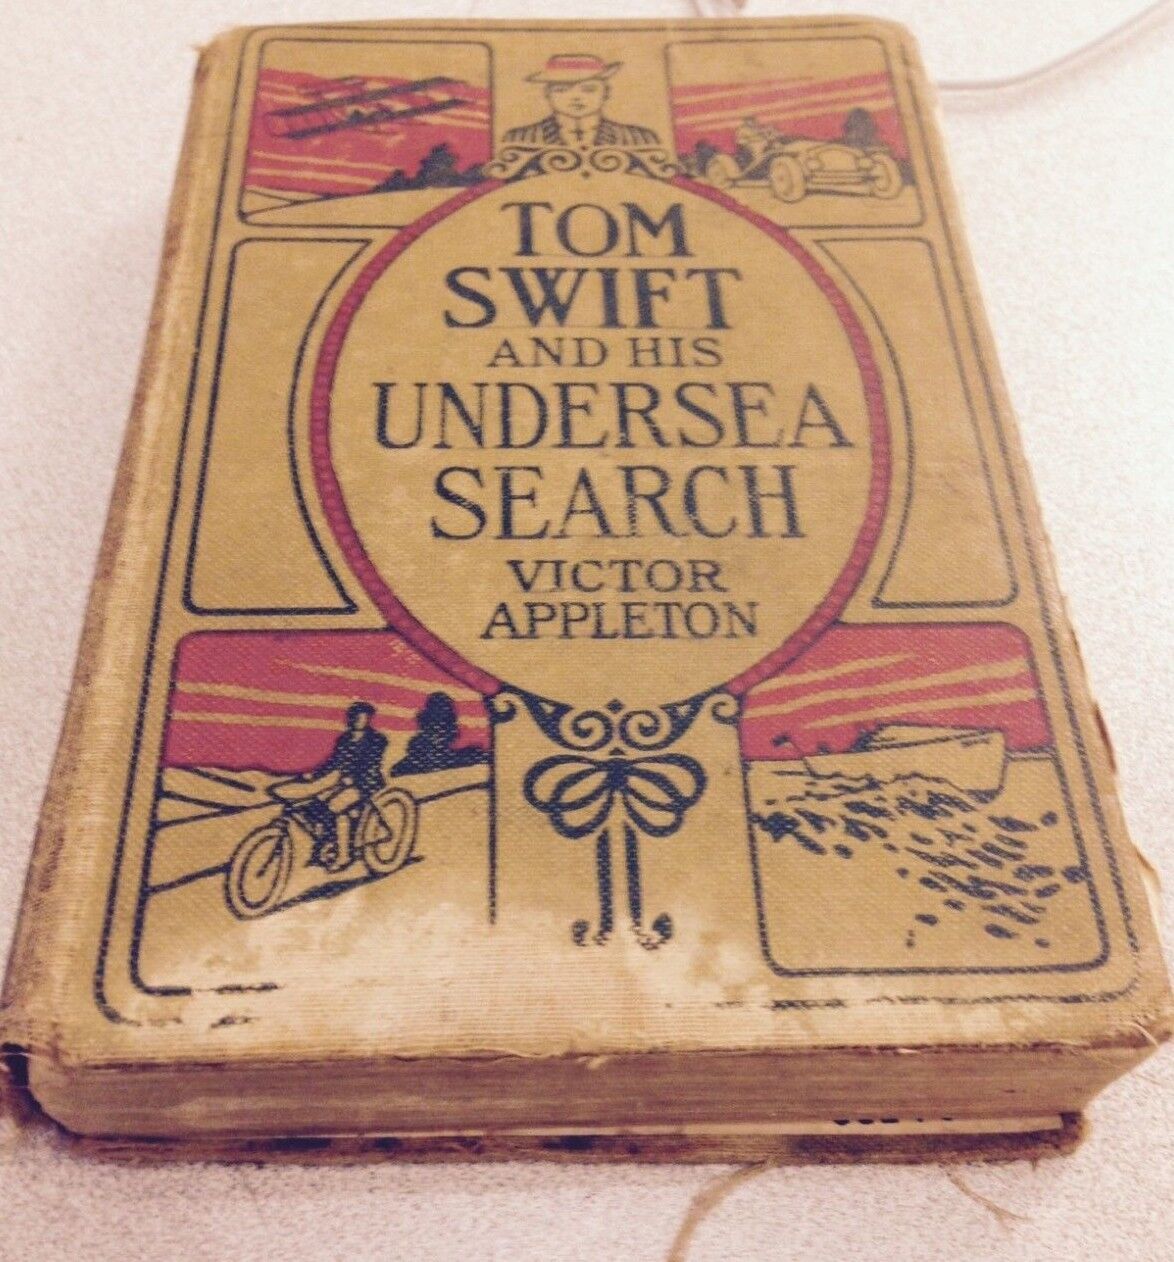 TOM
SWIFT
AND HIS
UNDERSEA
SEARCH
VICTOR
APPLETON